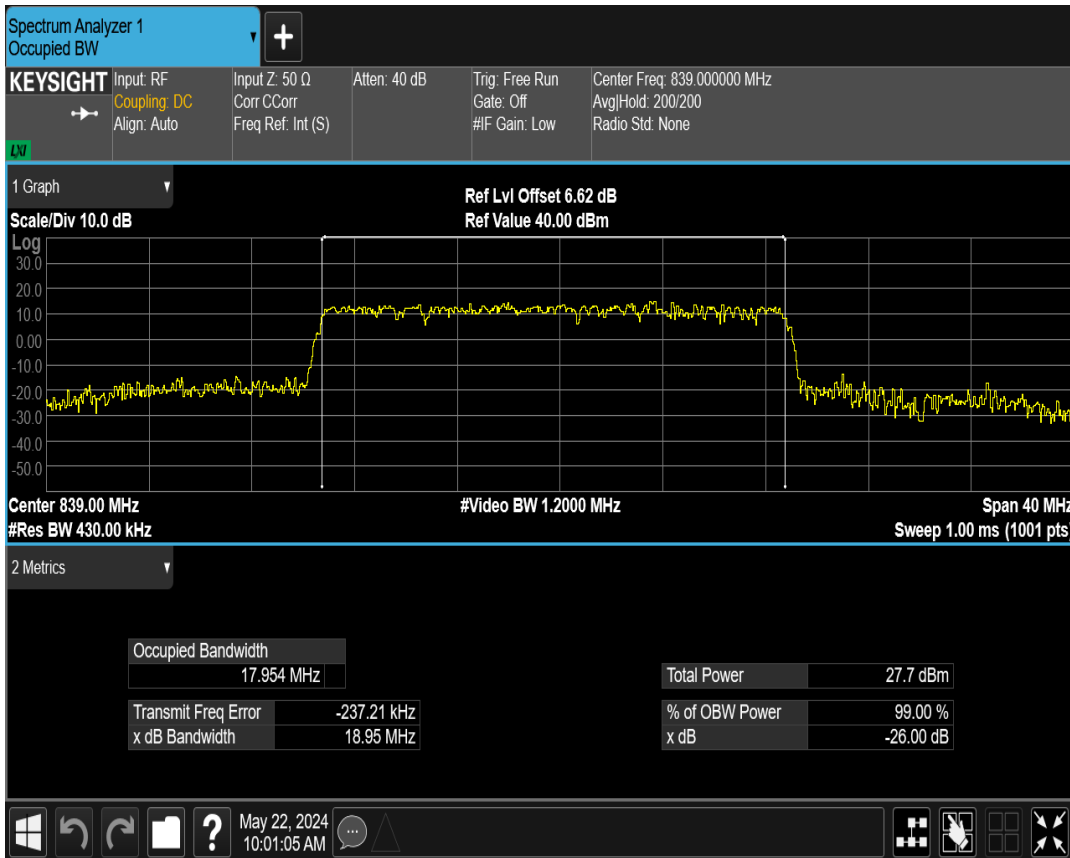 Spectrum Analyzer 1
Occupied BW
+
KEYSIGHT
LXI
Input: RF
Coupling: DC
Align: Auto
Input Z: 50 Ω
Corr CCorr
Freq Ref: Int (S)
Atten: 40 dB
Trig: Free Run
Gate: Off
#IF Gain: Low
Center Freq: 839.000000 MHz
Avg|Hold: 200/200
Radio Std: None
1 Graph
Ref Lvl Offset 6.62 dB
Scale/Div 10.0 dB
Ref Value 40.00 dBm
Log
30.0
20.0
10.0
0.00
-10.0
-20.0
-30.0
-40.0
-50.0
Center 839.00 MHz
#Video BW 1.2000 MHz
Span 40 MHz
#Res BW 430.00 kHz
Sweep 1.00 ms (1001 pts)
2 Metrics
Occupied Bandwidth
17.954 MHz
Total Power 27.7 dBm
Transmit Freq Error -237.21 kHz
% of OBW Power 99.00 %
x dB Bandwidth 18.95 MHz
x dB -26.00 dB
?
May 22, 2024
10:01:05 AM